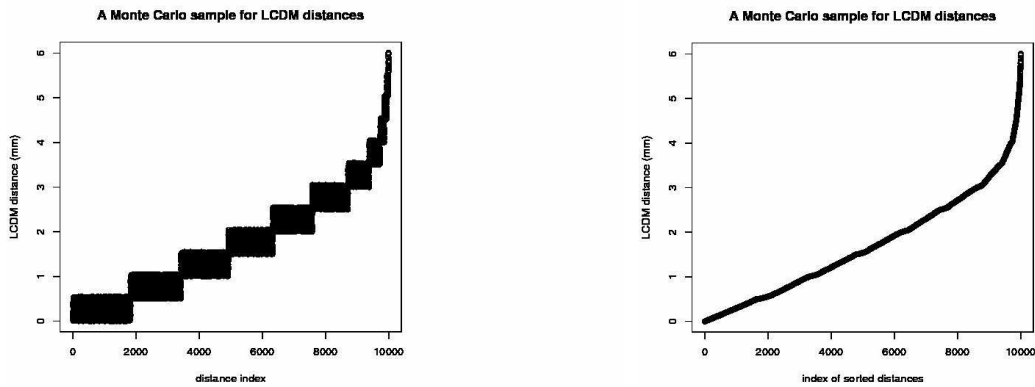 A Monte Carlo sample for LCDM distances
LCDM distance (mm)
6
5
4
3
2
1
0
0 2000 4000 6000 8000 10000
distance index
A Monte Carlo sample for LCDM distances
LCDM distance (mm)
6
5
4
3
2
1
0
0 2000 4000 6000 8000 10000
index of sorted distances